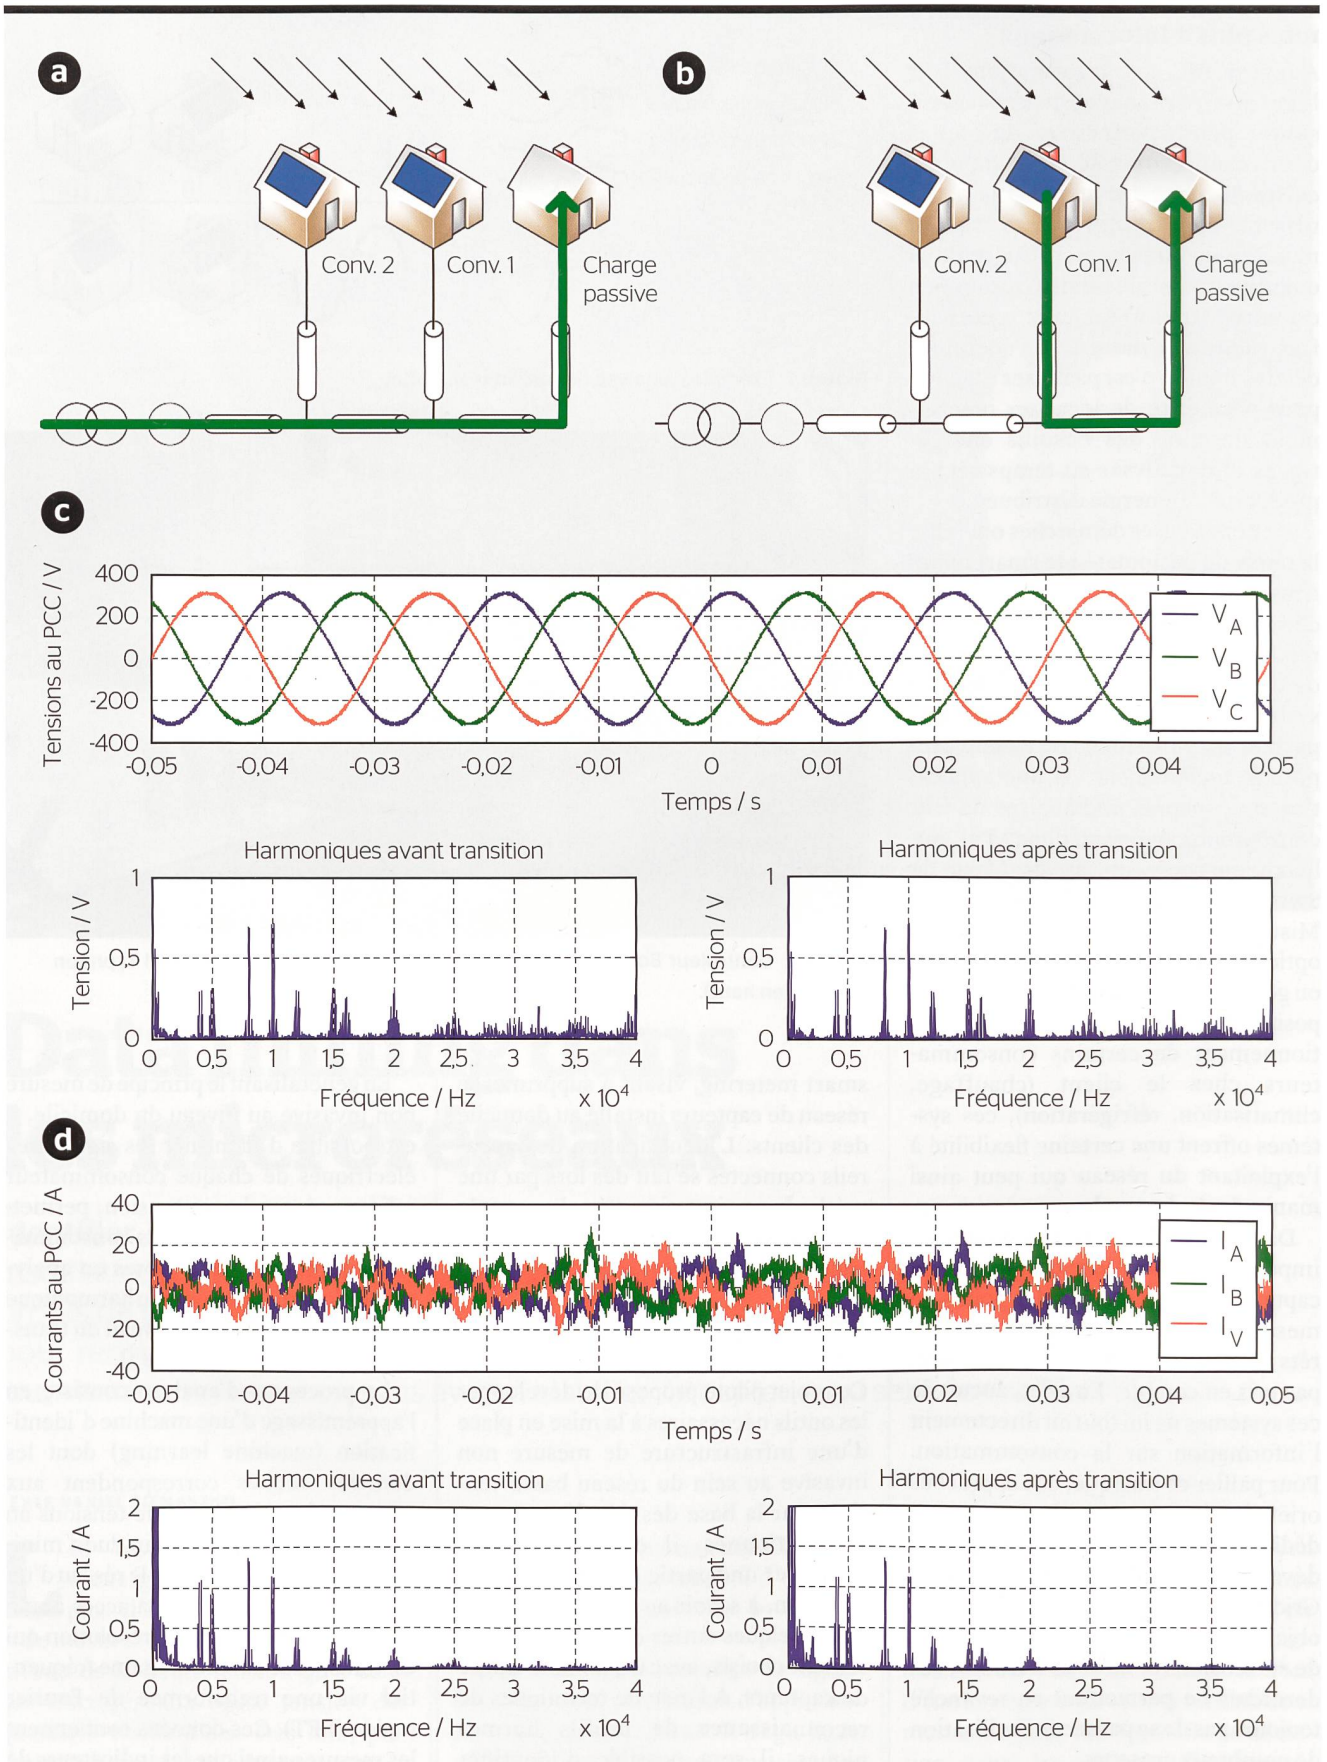 a
b
Conv. 2
Conv. 1
Charge
passive
Conv. 2
Conv. 1
Charge
passive
c
Tensions au PCC / V
400
200
0
-200
-400
V A
V B
V C
-0,05 -0,04 -0,03 -0,02 -0,01 0 0,01 0,02 0,03 0,04 0,05
Temps / s
Harmoniques avant transition
Tension / V
1
0,5
0
0 0,5 1 1,5 2 2,5 3 3,5 4
Fréquence / Hz
x 10⁴
Harmoniques après transition
Tension / V
1
0,5
0
0 0,5 1 1,5 2 2,5 3 3,5 4
Fréquence / Hz
x 10⁴
d
Courants au PCC / A
40
20
0
-20
-40
I A
I B
I V
-0,05 -0,04 -0,03 -0,02 -0,01 0 0,01 0,02 0,03 0,04 0,05
Temps / s
Harmoniques avant transition
Courant / A
2
1,5
1
0,5
0
0 0,5 1 1,5 2 2,5 3 3,5 4
Fréquence / Hz
x 10⁴
Harmoniques après transition
Courant / A
2
1,5
1
0,5
0
0 0,5 1 1,5 2 2,5 3 3,5 4
Fréquence / Hz
x 10⁴